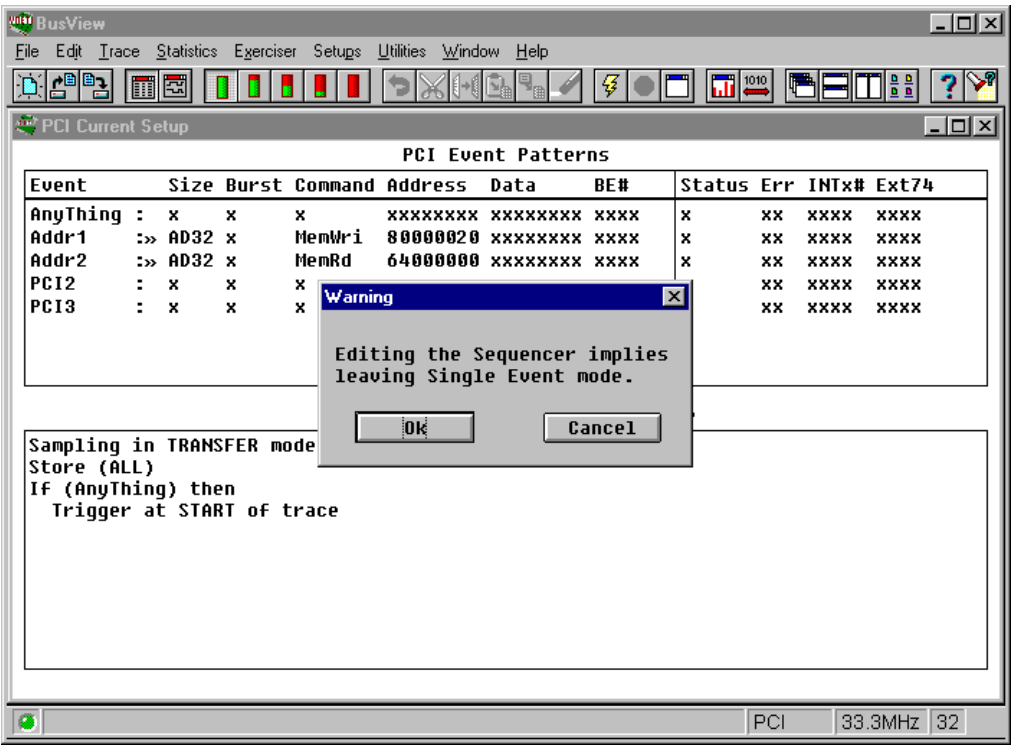 BusView
File Edit Trace Statistics Exerciser Setups Utilities Window Help
1010
PCI Current Setup
PCI Event Patterns
Event Size Burst Command Address Data BE# Status Err INTx# Ext74
AnyThing : x x x xxxxxxxx xxxxxxxx xxxx x xx xxxx xxxx
Addr1 :» AD32 x MemWri 80000020 xxxxxxxx xxxx x xx xxxx xxxx
Addr2 :» AD32 x MemRd 64000000 xxxxxxxx xxxx x xx xxxx xxxx
PCI2 : x x x xx xxxx xxxx
PCI3 : x x x xx xxxx xxxx
Warning
Editing the Sequencer implies
leaving Single Event mode.
Ok Cancel
Sampling in TRANSFER mode
Store (ALL)
If (AnyThing) then
Trigger at START of trace
PCI 33.3MHz 32